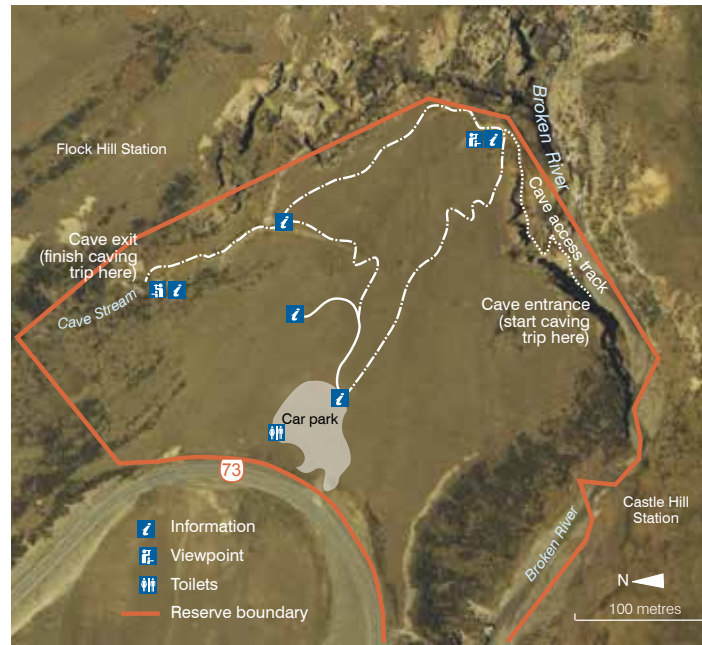 Broken River
Flock Hill Station
Cave access track
Cave exit
(finish caving
trip here)
Cave Stream
Cave entrance
(start caving
trip here)
Car park
73
Information
Viewpoint
Toilets
Reserve boundary
Castle Hill
Station
Broken River
N
100 metres